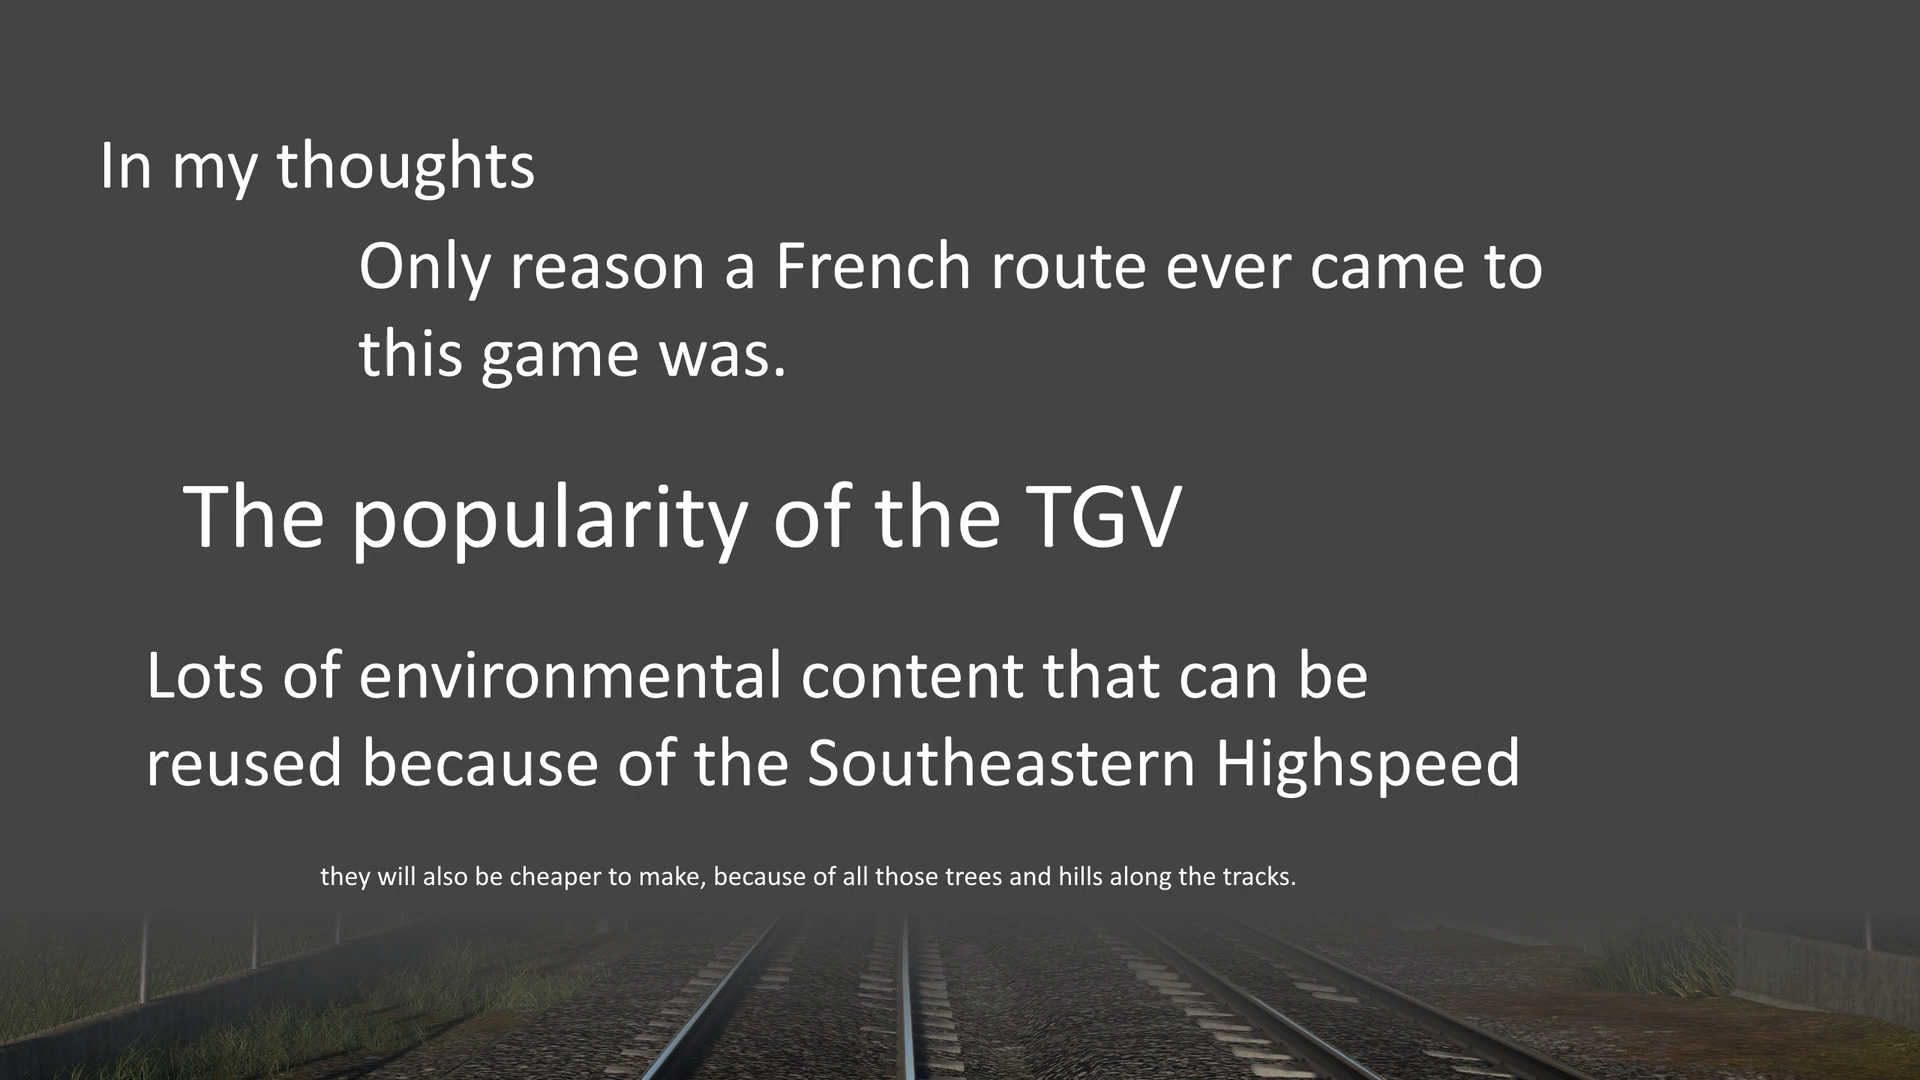 In my thoughts
Only reason a French route ever came to
this game was.
The popularity of the TGV
Lots of environmental content that can be
reused because of the Southeastern Highspeed
they will also be cheaper to make, because of all those trees and hills along the tracks.